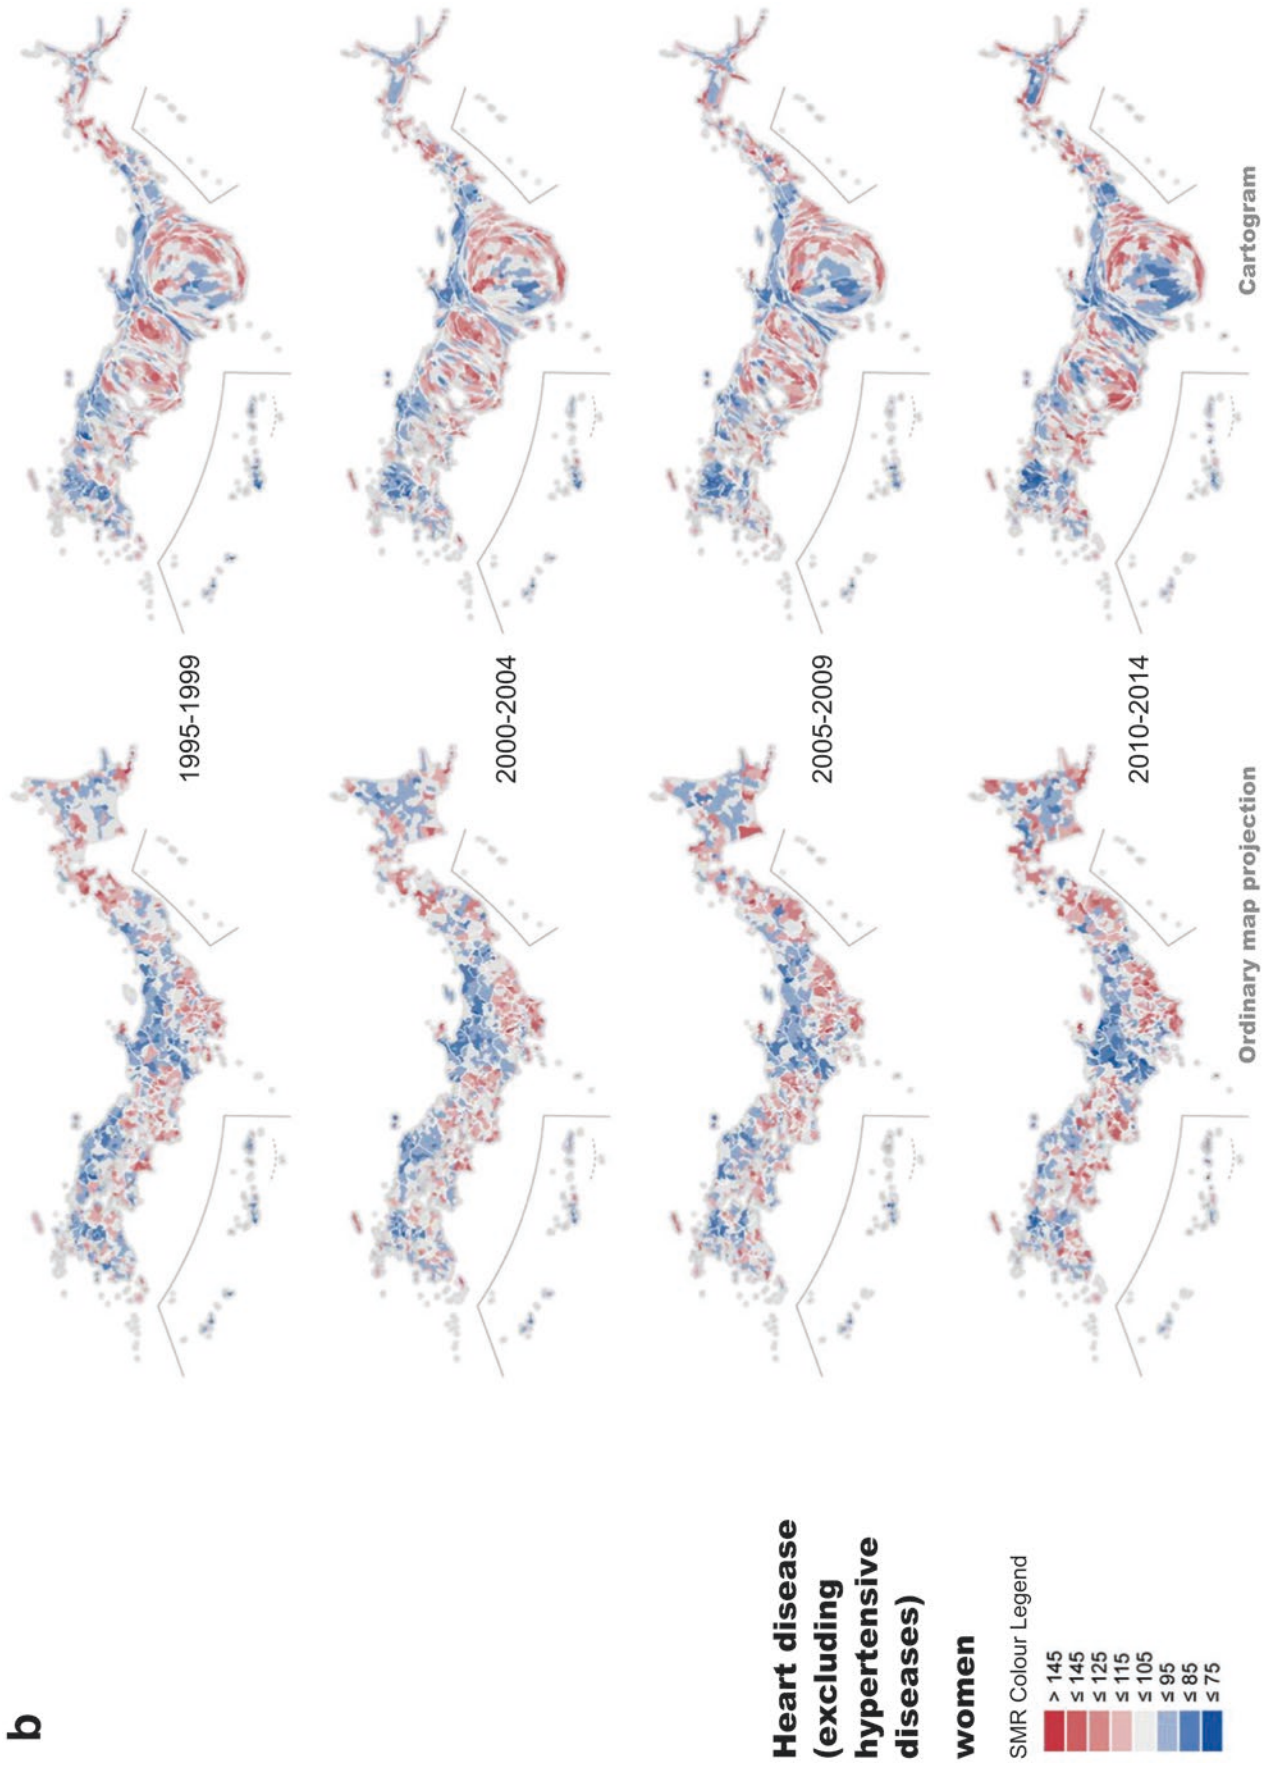 b
1995-1999
2000-2004
2005-2009
2010-2014
Ordinary map projection
Cartogram
Heart disease
(excluding
hypertensive
diseases)
women
SMR Colour Legend
> 145
≤ 145
≤ 125
≤ 115
≤ 105
≤ 95
≤ 85
≤ 75